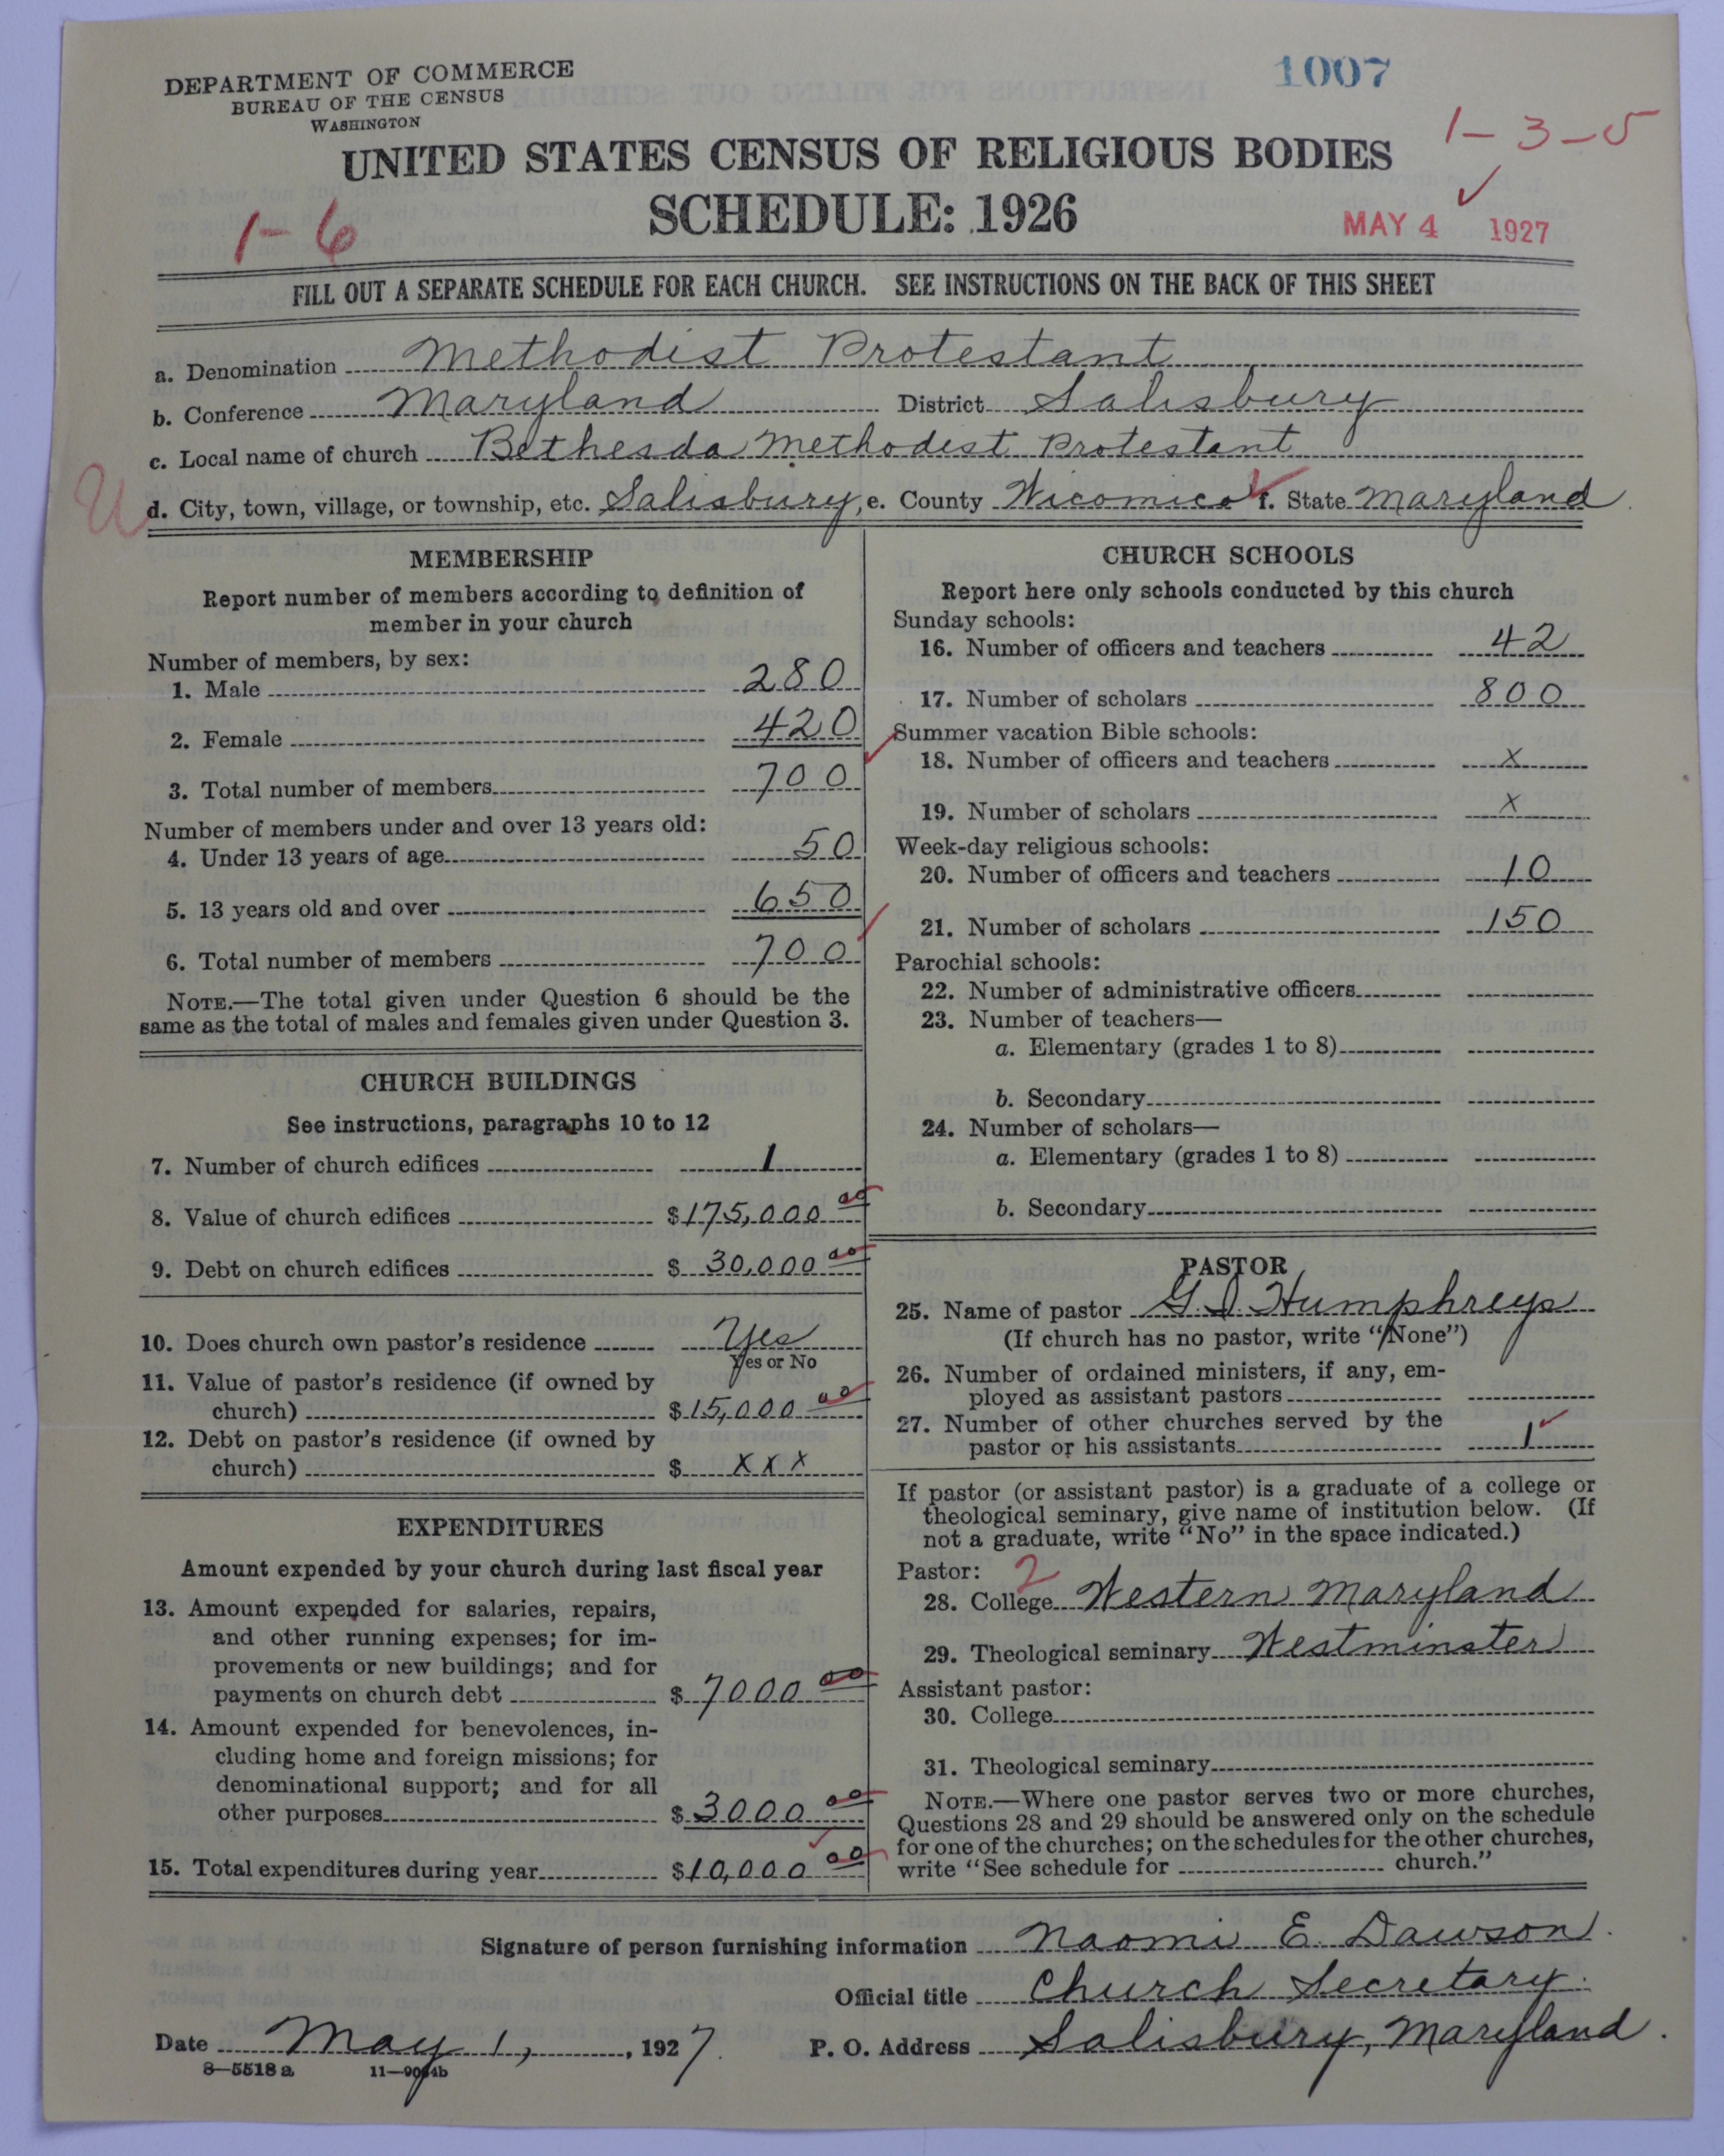 DEPARTMENT OF COMMERCE
BUREAU OF THE CENSUS
WASHINGTON
1007
1-3-5
UNITED STATES CENSUS OF RELIGIOUS BODIES
SCHEDULE: 1926
1-6
MAY 4 1927
FILL OUT A SEPARATE SCHEDULE FOR EACH CHURCH. SEE INSTRUCTIONS ON THE BACK OF THIS SHEET
a. Denomination Methodist Protestant
b. Conference Maryland District Salisbury
c. Local name of church Bethesda Methodist Protestant
U d. City, town, village, or township, etc. Salisbury, e. County Wicomico f. State Maryland
MEMBERSHIP
Report number of members according to definition of
member in your church
Number of members, by sex:
1. Male 280
2. Female 420
3. Total number of members 700
Number of members under and over 13 years old:
4. Under 13 years of age 50
5. 13 years old and over 650
6. Total number of members 700
NOTE.—The total given under Question 6 should be the
same as the total of males and females given under Question 3.
CHURCH BUILDINGS
See instructions, paragraphs 10 to 12
7. Number of church edifices 1
8. Value of church edifices $175,000 00
9. Debt on church edifices $ 30,000 00
10. Does church own pastor's residence Yes
Yes or No
11. Value of pastor's residence (if owned by
church) $15,000 00
12. Debt on pastor's residence (if owned by
church) $ x x x
EXPENDITURES
Amount expended by your church during last fiscal year
13. Amount expended for salaries, repairs,
and other running expenses; for im-
provements or new buildings; and for
payments on church debt $ 7000 00
14. Amount expended for benevolences, in-
cluding home and foreign missions; for
denominational support; and for all
other purposes $ 3000 00
15. Total expenditures during year $10,000 00
CHURCH SCHOOLS
Report here only schools conducted by this church
Sunday schools:
16. Number of officers and teachers 42
17. Number of scholars 800
Summer vacation Bible schools:
18. Number of officers and teachers x
19. Number of scholars x
Week-day religious schools:
20. Number of officers and teachers 10
21. Number of scholars 150
Parochial schools:
22. Number of administrative officers
23. Number of teachers—
a. Elementary (grades 1 to 8)
b. Secondary
24. Number of scholars—
a. Elementary (grades 1 to 8)
b. Secondary
PASTOR
25. Name of pastor G. I. Humphreys
(If church has no pastor, write "None")
26. Number of ordained ministers, if any, em-
ployed as assistant pastors
27. Number of other churches served by the
pastor or his assistants 1
If pastor (or assistant pastor) is a graduate of a college or
theological seminary, give name of institution below. (If
not a graduate, write "No" in the space indicated.)
Pastor: 2
28. College Western Maryland
29. Theological seminary Westminster
Assistant pastor:
30. College
31. Theological seminary
NOTE.—Where one pastor serves two or more churches,
Questions 28 and 29 should be answered only on the schedule
for one of the churches; on the schedules for the other churches,
write "See schedule for church."
Signature of person furnishing information Naomi E. Dawson.
Official title Church Secretary.
Date May 1, , 1927. P. O. Address Salisbury, Maryland.
8—5518 a 11—9064b